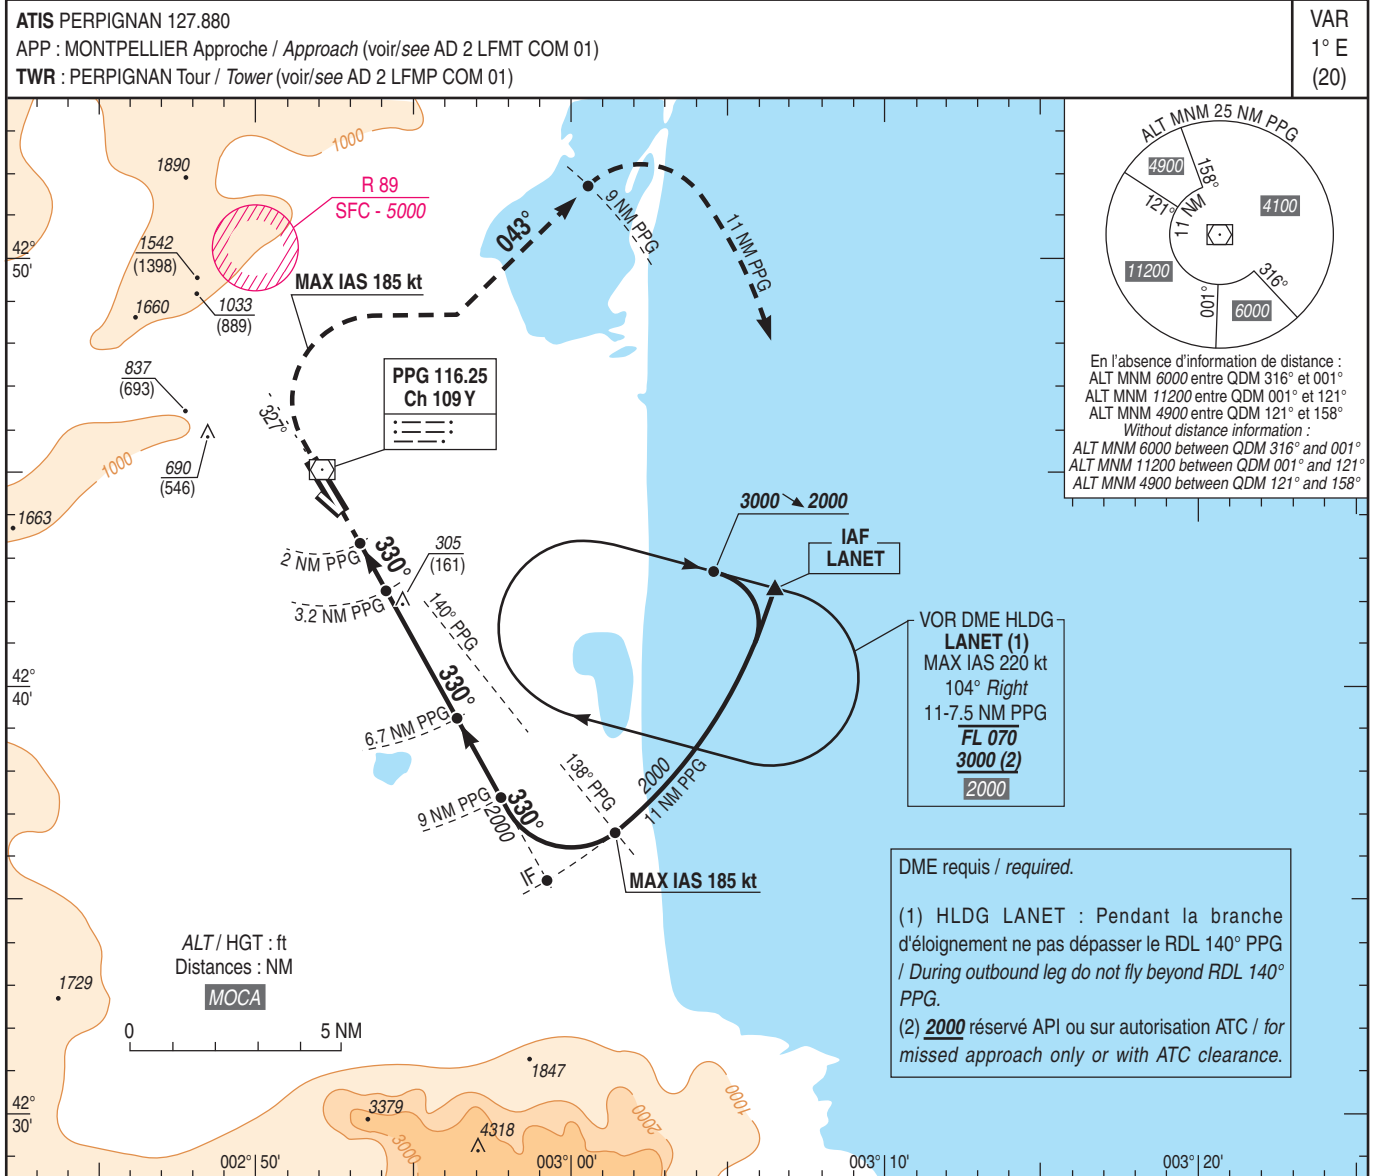 ATIS PERPIGNAN 127.880
APP : MONTPELLIER Approche / Approach (voir/see AD 2 LFMT COM 01)
TWR : PERPIGNAN Tour / Tower (voir/see AD 2 LFMP COM 01)
VAR
1° E
(20)
ALT MNM 25 NM PPG
4900
158°
121°
11 NM
4100
11200
316°
001°
6000
En l'absence d'information de distance :
ALT MNM 6000 entre QDM 316° et 001°
ALT MNM 11200 entre QDM 001° et 121°
ALT MNM 4900 entre QDM 121° et 158°
Without distance information :
ALT MNM 6000 between QDM 316° and 001°
ALT MNM 11200 between QDM 001° and 121°
ALT MNM 4900 between QDM 121° and 158°
1000
1890
R 89
SFC - 5000
42°
50'
1542
(1398)
1660
1033
(889)
MAX IAS 185 kt
043°
9 NM PPG
11 NM PPG
837
(693)
PPG 116.25
Ch 109 Y
327°
1000
690
(546)
1663
3000 2000
IAF
LANET
2 NM PPG
330°
305
(161)
3.2 NM PPG
140° PPG
VOR DME HLDG
LANET (1)
MAX IAS 220 kt
104° Right
11-7.5 NM PPG
FL 070
3000 (2)
2000
42°
40'
330°
6.7 NM PPG
138° PPG
2000
11 NM PPG
9 NM PPG
330°
2000
IF
MAX IAS 185 kt
DME requis / required.
(1) HLDG LANET : Pendant la branche
d'éloignement ne pas dépasser le RDL 140° PPG
/ During outbound leg do not fly beyond RDL 140°
PPG.
(2) 2000 réservé API ou sur autorisation ATC / for
missed approach only or with ATC clearance.
ALT / HGT : ft
Distances : NM
MOCA
0 5 NM
1729
1847
3379
4318
3000
2000
1000
42°
30'
002°50'
003°00'
003°10'
003°20'